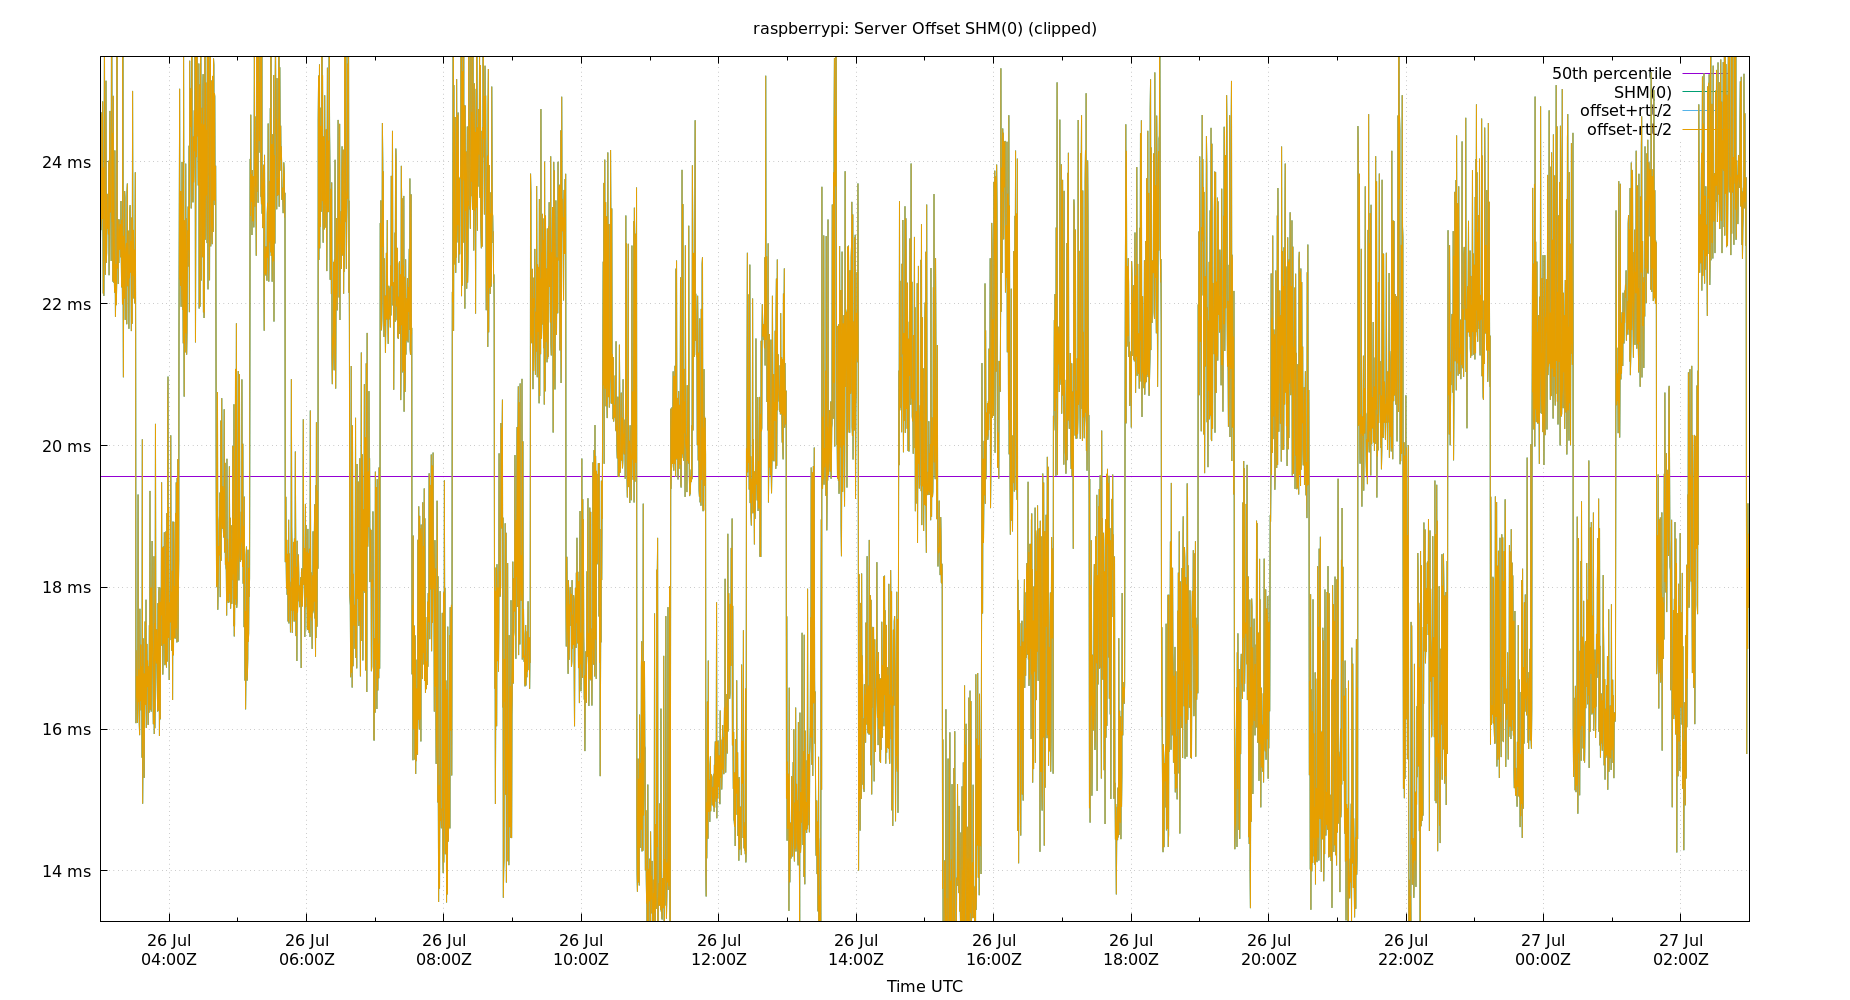 raspberrypi: Server Offset SHM(0) (clipped)
50th percentile
SHM(0)
offset+rtt/2
offset-rtt/2
24 ms
22 ms
20 ms
18 ms
16 ms
14 ms
26 Jul 26 Jul 26 Jul 26 Jul 26 Jul 26 Jul 26 Jul 26 Jul 26 Jul 26 Jul 27 Jul 27 Jul
04:00Z 06:00Z 08:00Z 10:00Z 12:00Z 14:00Z 16:00Z 18:00Z 20:00Z 22:00Z 00:00Z 02:00Z
Time UTC